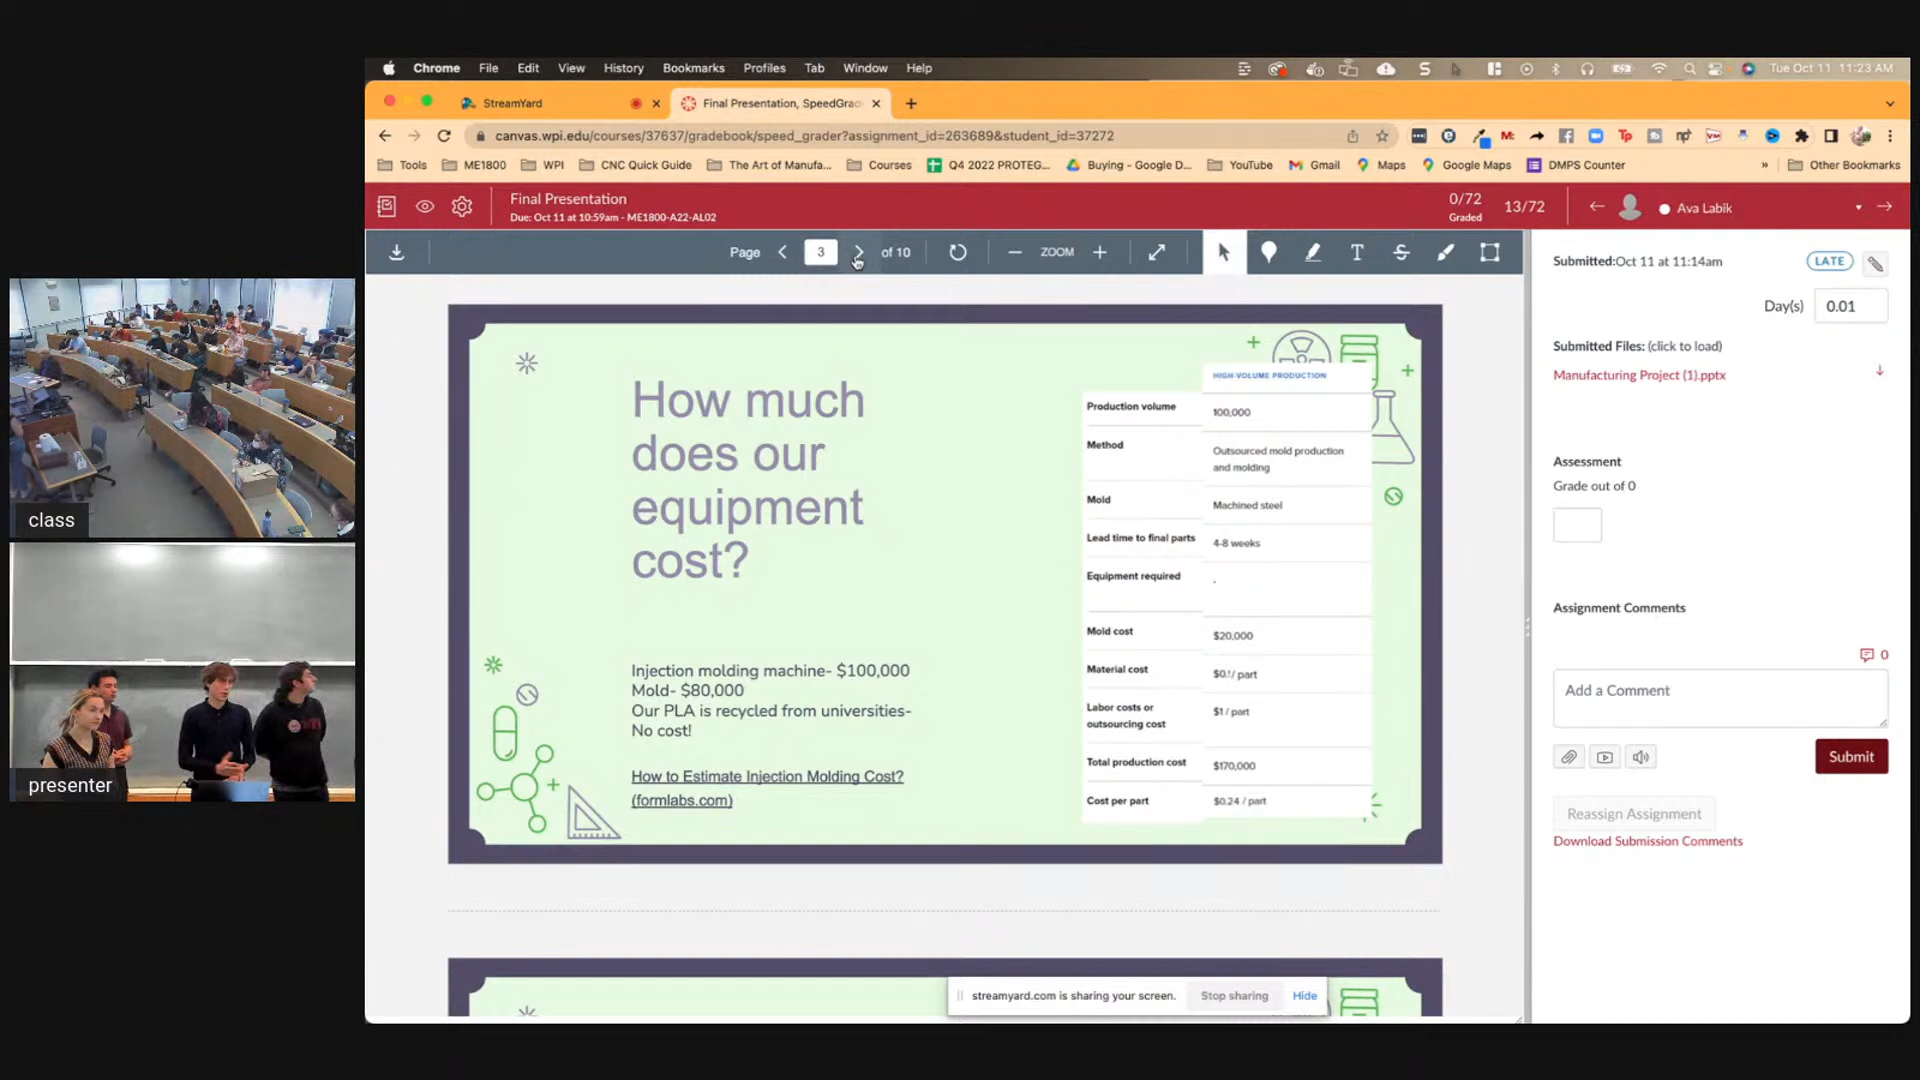 Chrome File Edit View History Bookmarks Profiles Tab Window Help
Tue Oct 11 11:23 AM
StreamYard
Final Presentation, SpeedGrad
canvas.wpi.edu/courses/37637/gradebook/speed_grader?assignment_id=263689&student_id=37272
Tools ME1800 WPI CNC Quick Guide The Art of Manufa... Courses Q4 2022 PROTEG... Buying - Google D... YouTube Gmail Maps Google Maps DMPS Counter » Other Bookmarks
Final Presentation
Due: Oct 11 at 10:59am - ME1800-A22-AL02
0/72
Graded
13/72
Ava Labik
Page 3 of 10
ZOOM
How much
does our
equipment
cost?
Injection molding machine- $100,000
Mold- $80,000
Our PLA is recycled from universities-
No cost!
How to Estimate Injection Molding Cost?
(formlabs.com)
HIGH-VOLUME PRODUCTION
Production volume 100,000
Method Outsourced mold production
and molding
Mold Machined steel
Lead time to final parts 4-8 weeks
Equipment required -
Mold cost $20,000
Material cost / part
Labor costs or
outsourcing cost
$1 / part
Total production cost $170,000
Cost per part $0.24 / part
Submitted:Oct 11 at 11:14am
LATE
Day(s) 0.01
Submitted Files: (click to load)
Manufacturing Project (1).pptx
Assessment
Grade out of 0
Assignment Comments
0
Add a Comment
Submit
Reassign Assignment
Download Submission Comments
streamyard.com is sharing your screen. Stop sharing Hide
class
presenter